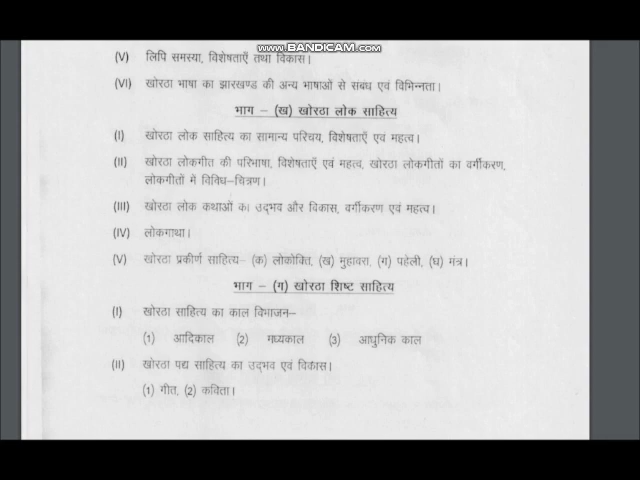 www.BANDICAM.com
(V) लिपि समस्या, विशेषताएँ तथा विकास।
(VI) खोरठा भाषा का झारखण्ड की अन्य भाषाओं से सबंध एवं विभिन्नता।
भाग – (ख) खोरठा लोक साहित्य
(I) खोरठा लोक साहित्य का सामान्य परिचय, विशेषताएँ एवं महत्व।
(II) खोरठा लोकगीत की परिभाषा, विशेषताएँ एवं महत्व, खोरठा लोकगीतों का वर्गीकरण,
लोकगीतों में विविध–चित्रण।
(III) खोरठा लोक कथाओं का उद्भव और विकास, वर्गीकरण एवं महत्व।
(IV) लोकगाथा।
(V) खोरठा प्रकीर्ण साहित्य– (क) लोकोक्ति, (ख) मुहावरा, (ग) पहेली, (घ) मंत्र।
भाग – (ग) खोरठा शिष्ट साहित्य
(I) खोरठा साहित्य का काल विभाजन–
(1) आदिकाल (2) मध्यकाल (3) आधुनिक काल
(II) खोरठा पद्य साहित्य का उद्भव एवं विकास।
(1) गीत, (2) कविता।